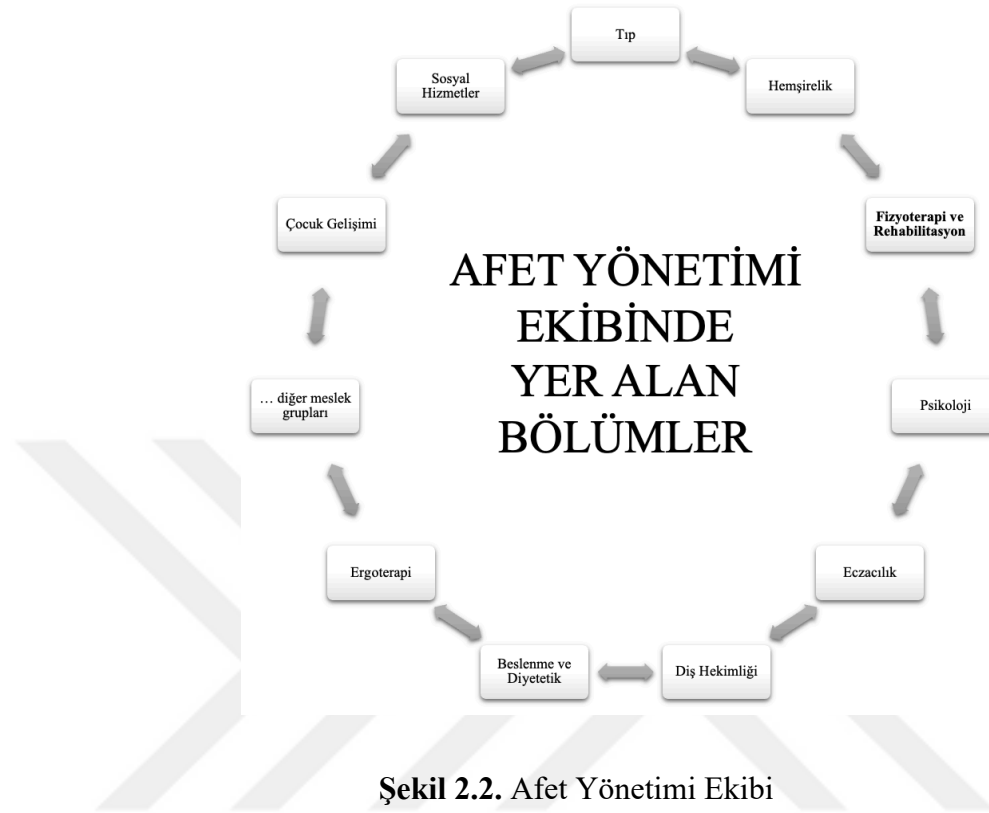 Tıp
Hemşirelik
Fizyoterapi ve
Rehabilitasyon
Psikoloji
Eczacılık
Diş Hekimliği
Beslenme ve
Diyetetik
Ergoterapi
… diğer meslek
grupları
Çocuk Gelişimi
Sosyal
Hizmetler
AFET YÖNETİMİ
EKİBİNDE
YER ALAN
BÖLÜMLER
Şekil 2.2. Afet Yönetimi Ekibi